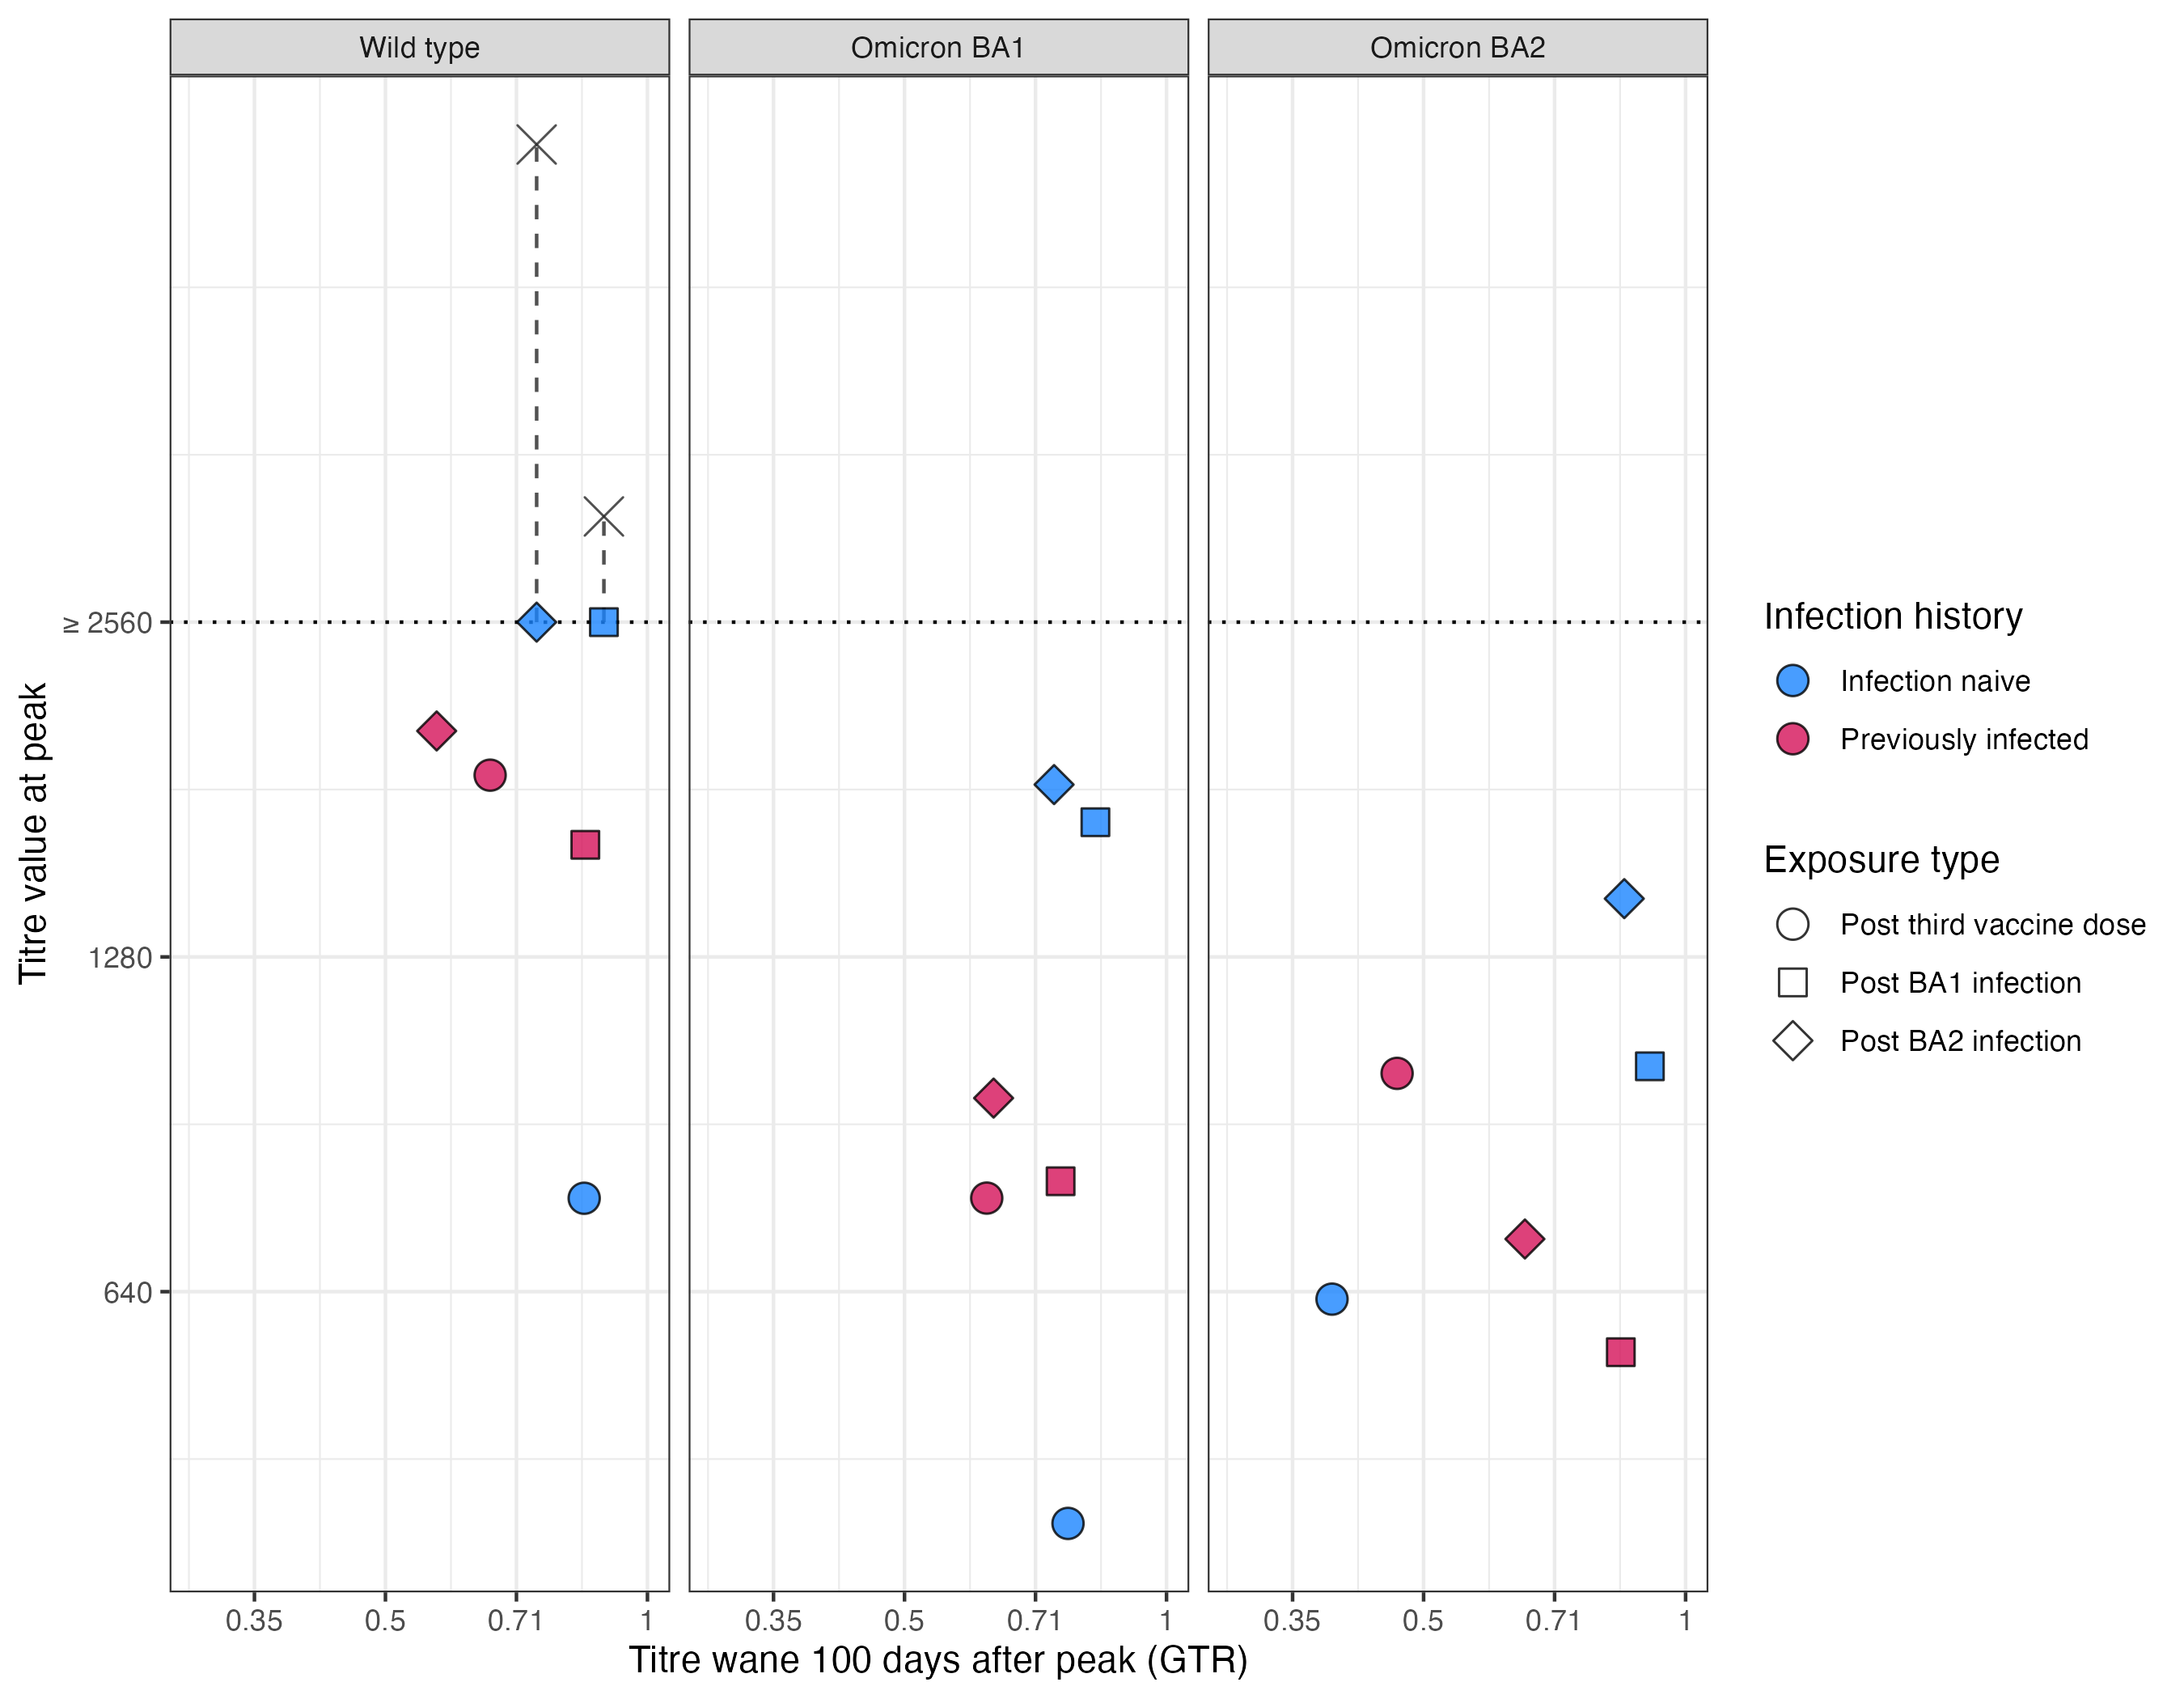 Wild type
Omicron BA1
Omicron BA2
Titre value at peak
≥ 2560
1280
640
0.35 0.5 0.71 1
0.35 0.5 0.71 1
0.35 0.5 0.71 1
Titre wane 100 days after peak (GTR)
Infection history
Infection naive
Previously infected
Exposure type
Post third vaccine dose
Post BA1 infection
Post BA2 infection